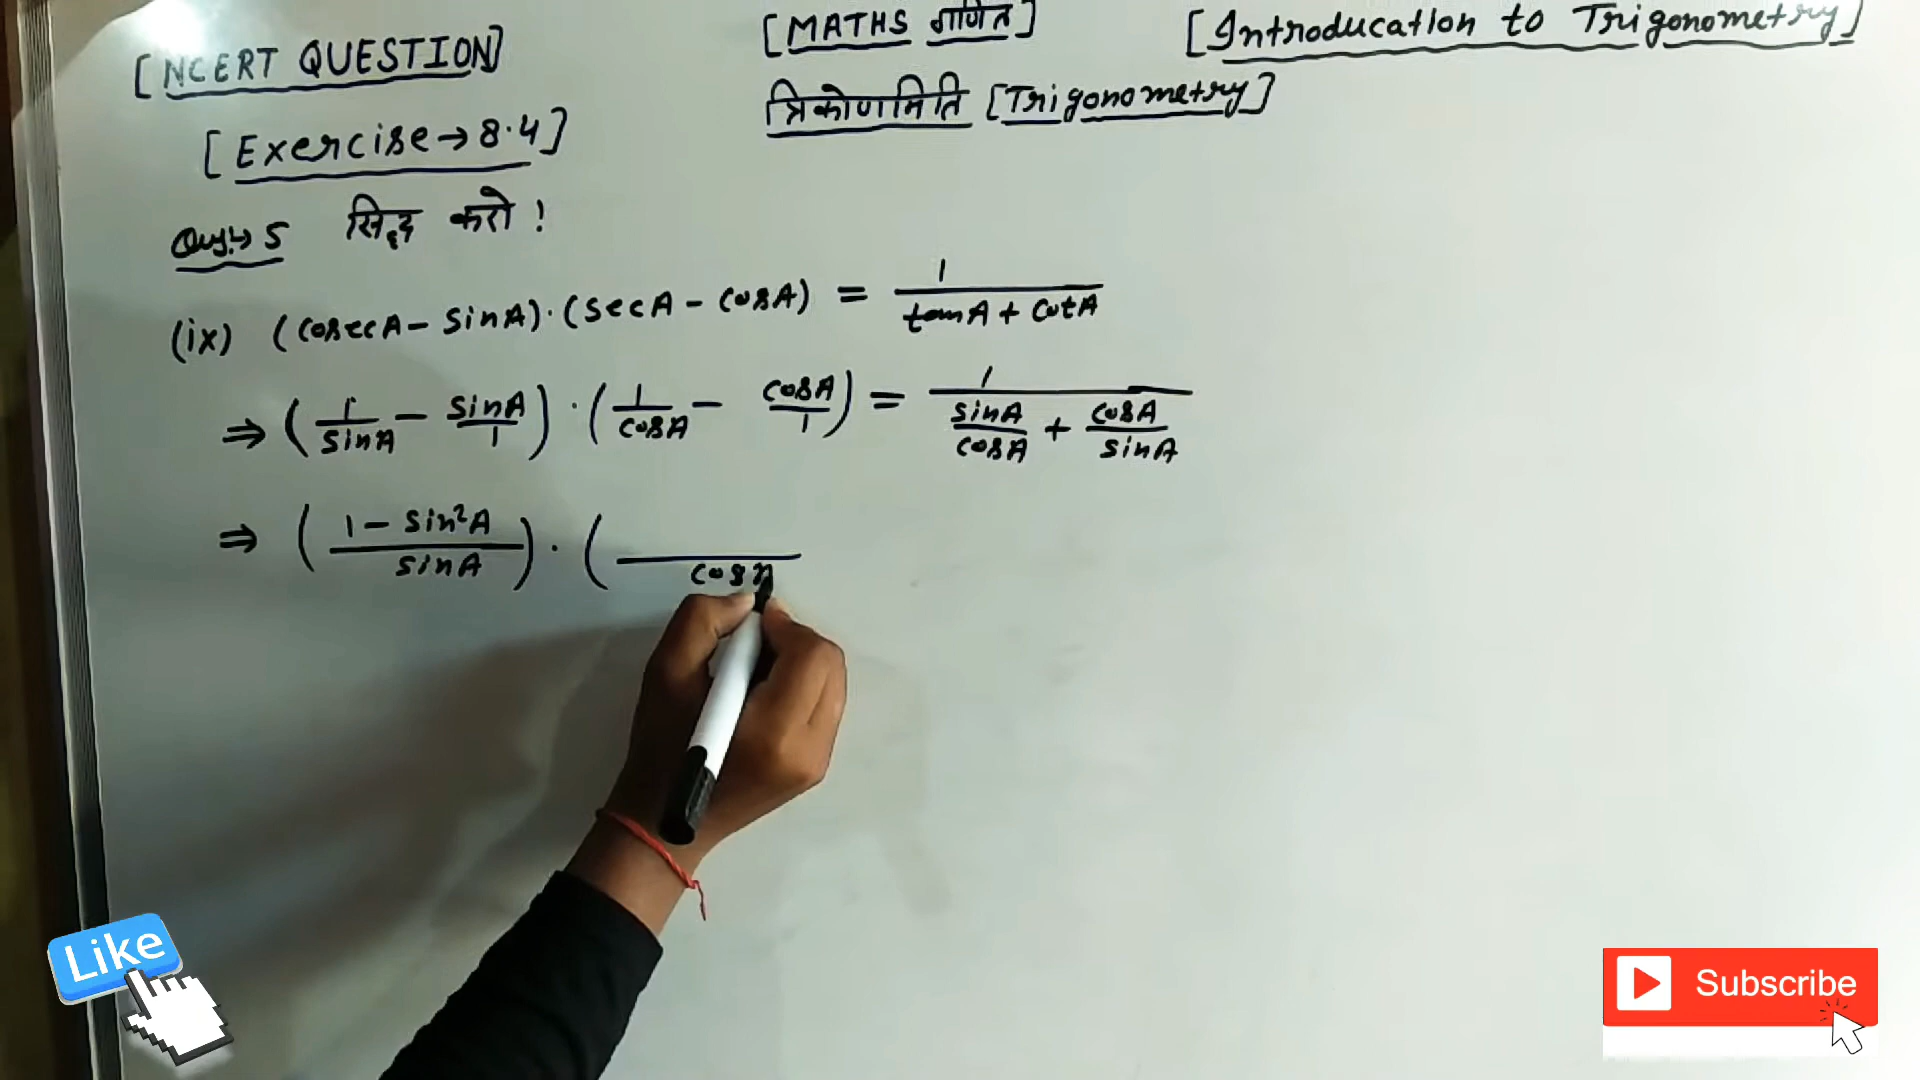 [NCERT QUESTION]
[MATHS गणित]
[Introducation to Trigonometry]
त्रिकोणमिति [Trigonometry]
[Exercise→8.4]
Ques→5 सिद्ध करो!
(ix) (cosecA - sinA)·(secA - cosA) = 1/(tanA + cotA)
⇒ (1/sinA - sinA/1)·(1/cosA - cosA/1) = 1/(sinA/cosA + cosA/sinA)
⇒ ((1 - sin²A)/sinA)·( /cosA
Like
Subscribe